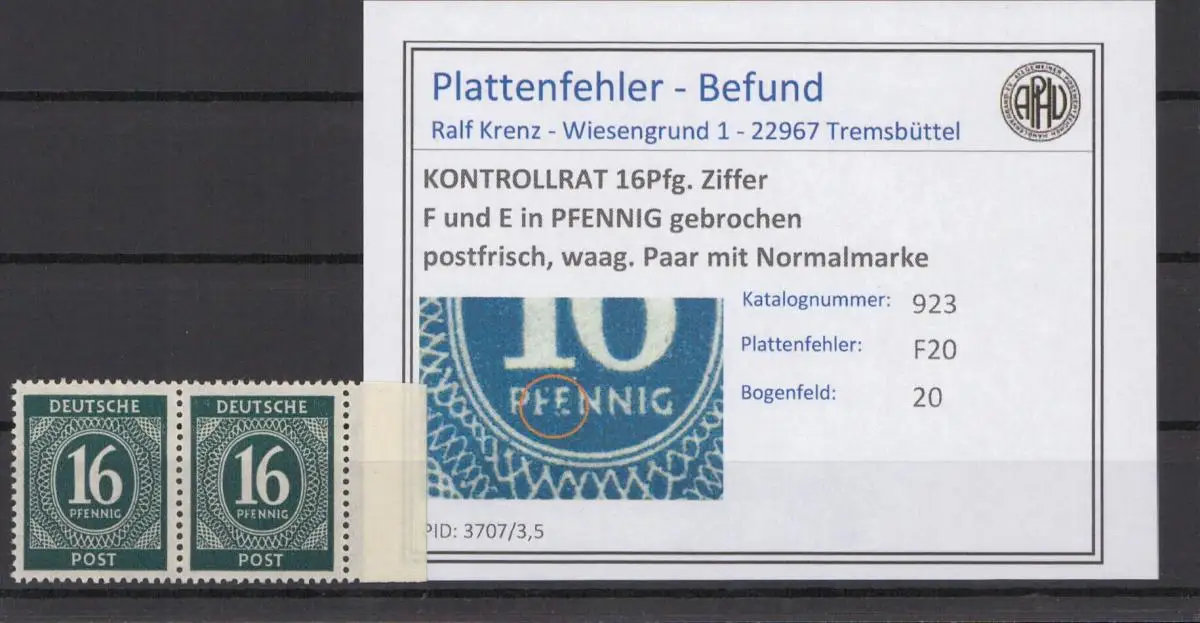 Plattenfehler - Befund
Ralf Krenz - Wiesengrund 1 - 22967 Tremsbüttel
APHV
KONTROLLRAT 16Pfg. Ziffer
F und E in PFENNIG gebrochen
postfrisch, waag. Paar mit Normalmarke
16
PFENNIG
Katalognummer: 923
Plattenfehler: F20
Bogenfeld: 20
PID: 3707/3,5
DEUTSCHE
16
PFENNIG
POST
DEUTSCHE
16
PFENNIG
POST